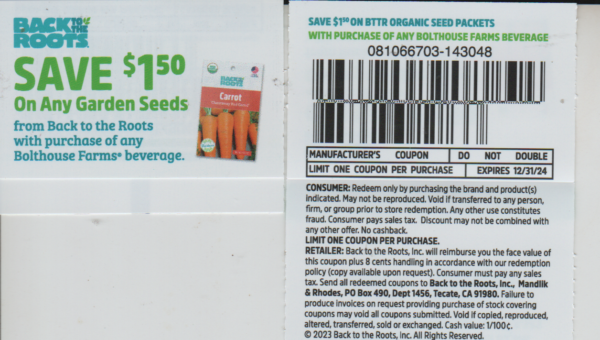 BACK TO THE ROOTS
SAVE $1.50
On Any Garden Seeds
from Back to the Roots
with purchase of any
Bolthouse Farms® beverage.
BACK TO THE ROOTS
Carrot
SAVE $1.50 ON BTTR ORGANIC SEED PACKETS
WITH PURCHASE OF ANY BOLTHOUSE FARMS BEVERAGE
081066703-143048
MANUFACTURER'S COUPON DO NOT DOUBLE
LIMIT ONE COUPON PER PURCHASE EXPIRES 12/31/24
CONSUMER: Redeem only by purchasing the brand and product(s)
indicated. May not be reproduced. Void if transferred to any person,
firm, or group prior to store redemption. Any other use constitutes
fraud. Consumer pays sales tax. Discount may not be combined with
any other offer. No cashback.
LIMIT ONE COUPON PER PURCHASE.
RETAILER: Back to the Roots, Inc. will reimburse you the face value of
this coupon plus 8 cents handling in accordance with our redemption
policy (copy available upon request). Consumer must pay any sales
tax. Send all redeemed coupons to Back to the Roots, Inc., Mandlik
& Rhodes, PO Box 490, Dept 1456, Tecate, CA 91980. Failure to
produce invoices on request providing purchase of stock covering
coupons may void all coupons submitted. Void if copied, reproduced,
altered, transferred, sold or exchanged. Cash value: 1/100¢.
© 2023 Back to the Roots, Inc. All Rights Reserved.